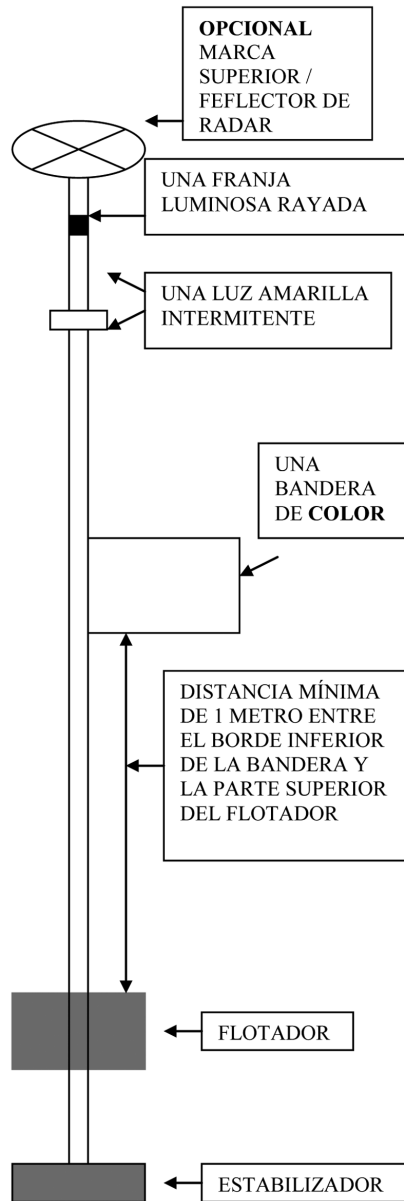 OPCIONAL
MARCA
SUPERIOR /
FEFLECTOR DE
RADAR
UNA FRANJA
LUMINOSA RAYADA
UNA LUZ AMARILLA
INTERMITENTE
UNA
BANDERA
DE COLOR
DISTANCIA MÍNIMA
DE 1 METRO ENTRE
EL BORDE INFERIOR
DE LA BANDERA Y
LA PARTE SUPERIOR
DEL FLOTADOR
FLOTADOR
ESTABILIZADOR